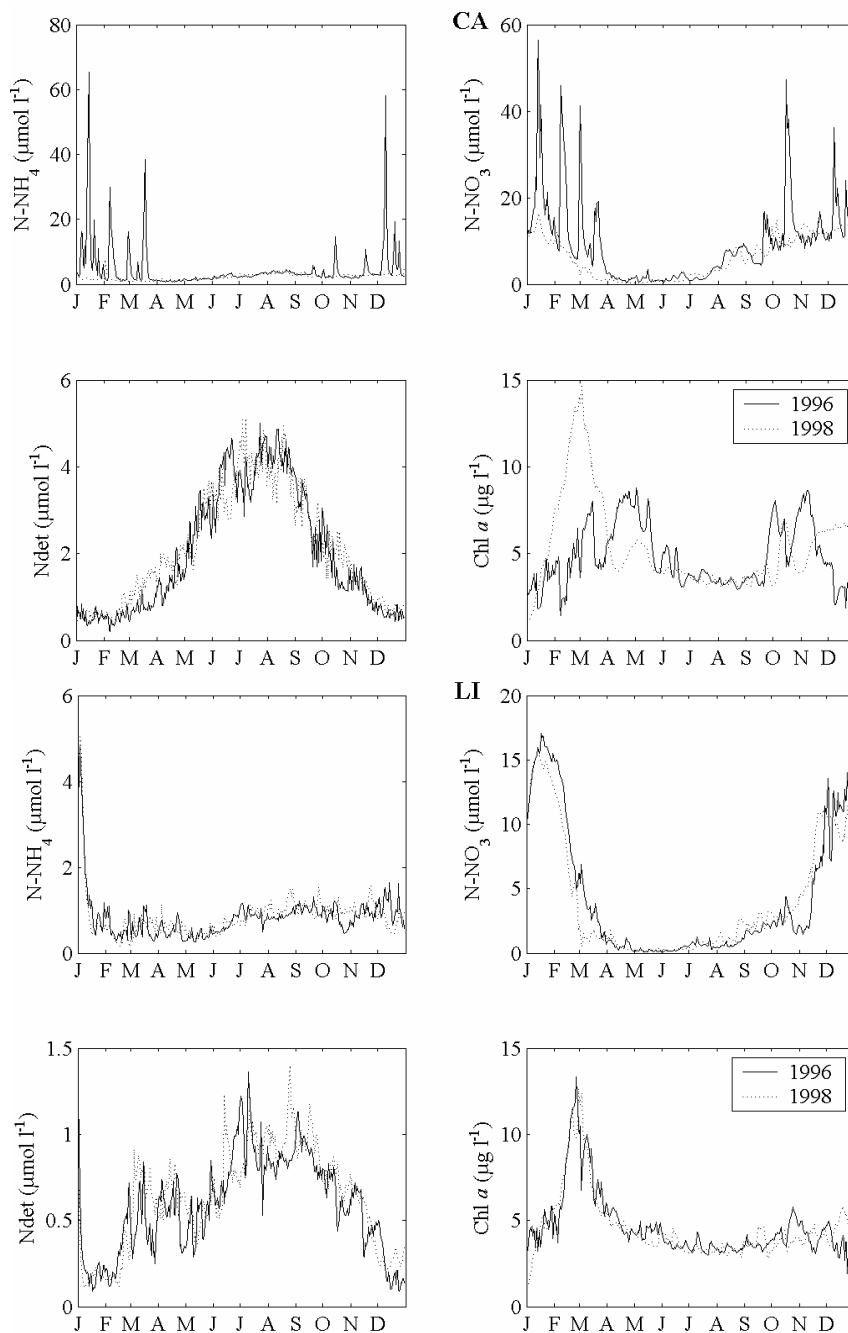 CA
80
60
40
20
0
N-NH₄ (μmol l⁻¹)
J F M A M J J A S O N D
60
50
40
30
20
10
0
N-NO₃ (μmol l⁻¹)
J F M A M J J A S O N D
6
4
2
0
Ndet (μmol l⁻¹)
J F M A M J J A S O N D
15
10
5
0
Chl a (μg l⁻¹)
1996
1998
J F M A M J J A S O N D
LI
6
4
2
0
N-NH₄ (μmol l⁻¹)
J F M A M J J A S O N D
20
15
10
5
0
N-NO₃ (μmol l⁻¹)
J F M A M J J A S O N D
1.5
1
0.5
0
Ndet (μmol l⁻¹)
J F M A M J J A S O N D
15
10
5
0
Chl a (μg l⁻¹)
1996
1998
J F M A M J J A S O N D